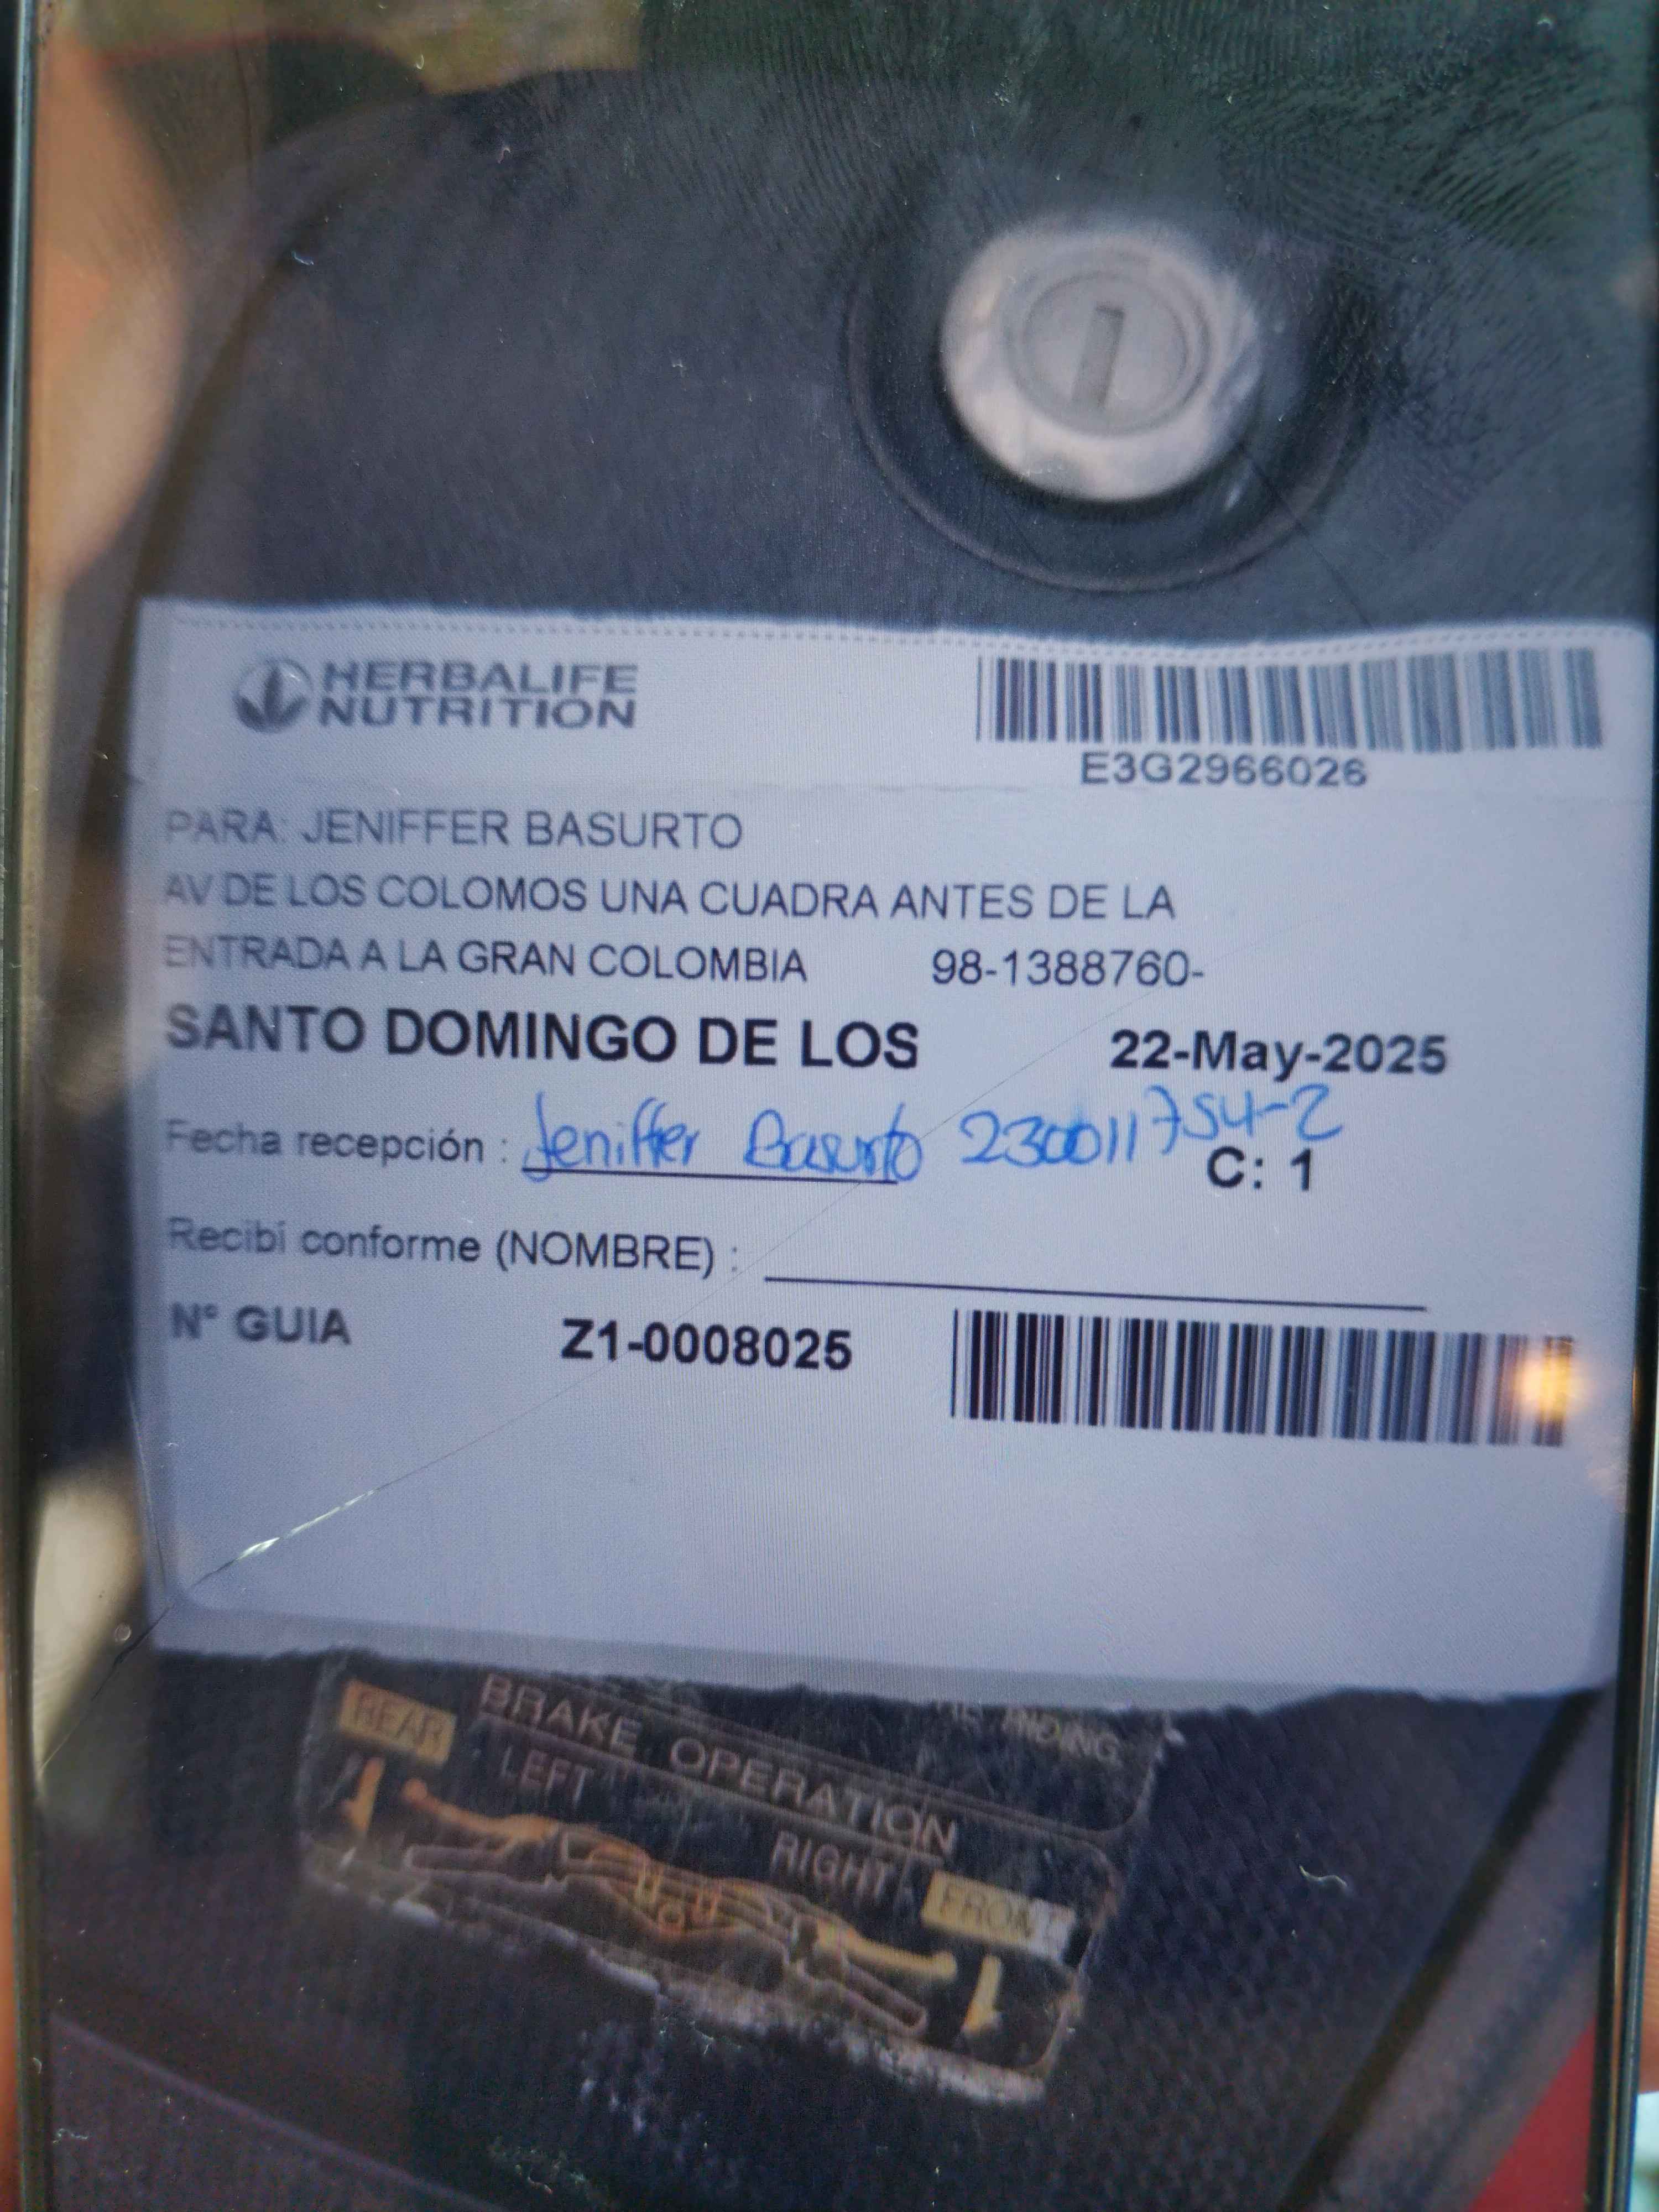 HERBALIFE
NUTRITION
E3G2966026
PARA: JENIFFER BASURTO
AV DE LOS COLOMOS UNA CUADRA ANTES DE LA
ENTRADA A LA GRAN COLOMBIA 98-1388760-
SANTO DOMINGO DE LOS 22-May-2025
Fecha recepción : Jeniffer Basurto 230011754-2
C: 1
Recibí conforme (NOMBRE) :
N° GUIA Z1-0008025
RIDING
BRAKE OPERATION
REAR LEFT
RIGHT FRONT